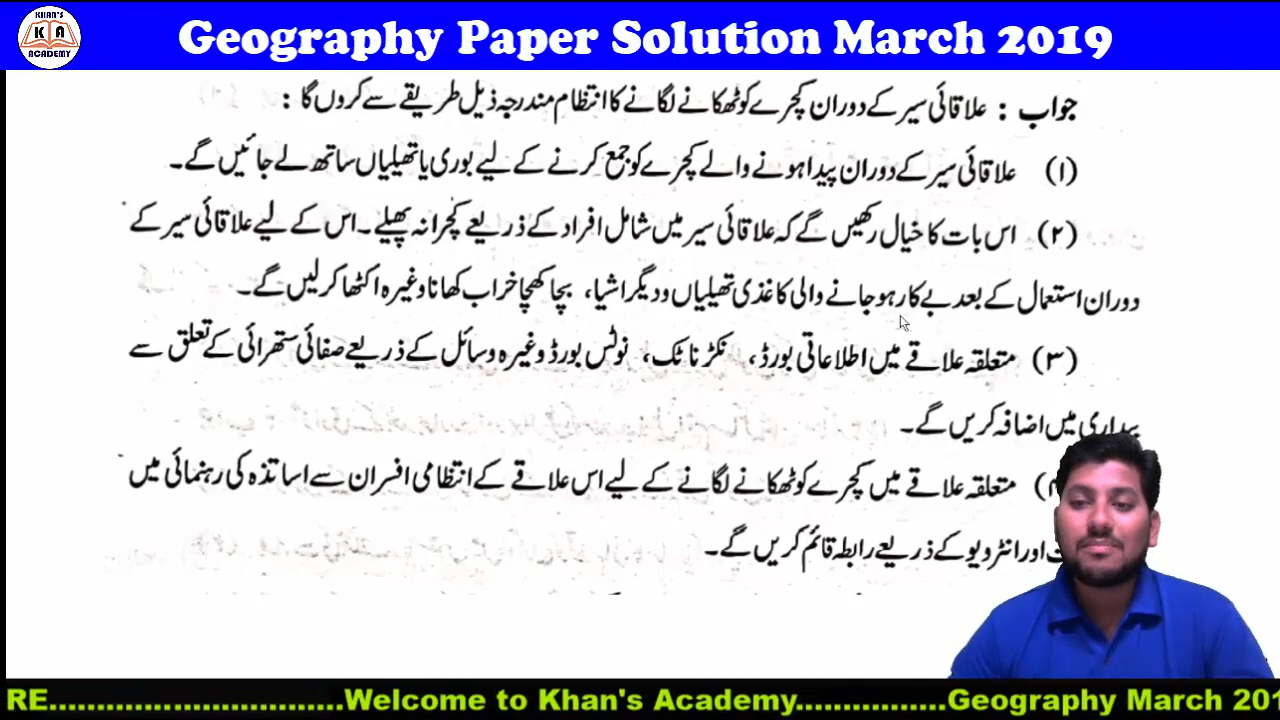 KHAN'S
K A
ACADEMY
Geography Paper Solution March 2019
جواب : علاقائی سیر کے دوران کچرے کو ٹھکانے لگانے کا انتظام مندرجہ ذیل طریقے سے کروں گا :
(۱) علاقائی سیر کے دوران پیدا ہونے والے کچرے کو جمع کرنے کے لیے بوری یا تھیلیاں ساتھ لے جائیں گے۔
(۲) اس بات کا خیال رکھیں گے کہ علاقائی سیر میں شامل افراد کے ذریعے کچرا نہ پھیلے۔ اس کے لیے علاقائی سیر کے
دوران استعمال کے بعد بے کار ہو جانے والی کاغذی تھیلیاں و دیگر اشیا، بچا کھچا خراب کھانا وغیرہ اکٹھا کرلیں گے۔
(۳) متعلقہ علاقے میں اطلاعاتی بورڈ، نکڑ ناٹک، نوٹس بورڈ وغیرہ وسائل کے ذریعے صفائی ستھرائی کے تعلق سے
بیداری میں اضافہ کریں گے۔
متعلقہ علاقے میں کچرے کو ٹھکانے لگانے کے لیے اس علاقے کے انتظامی افسران سے اساتذہ کی رہنمائی میں
اور انٹرویو کے ذریعے رابطہ قائم کریں گے۔
RE..................................Welcome to Khan's Academy.................Geography March 201